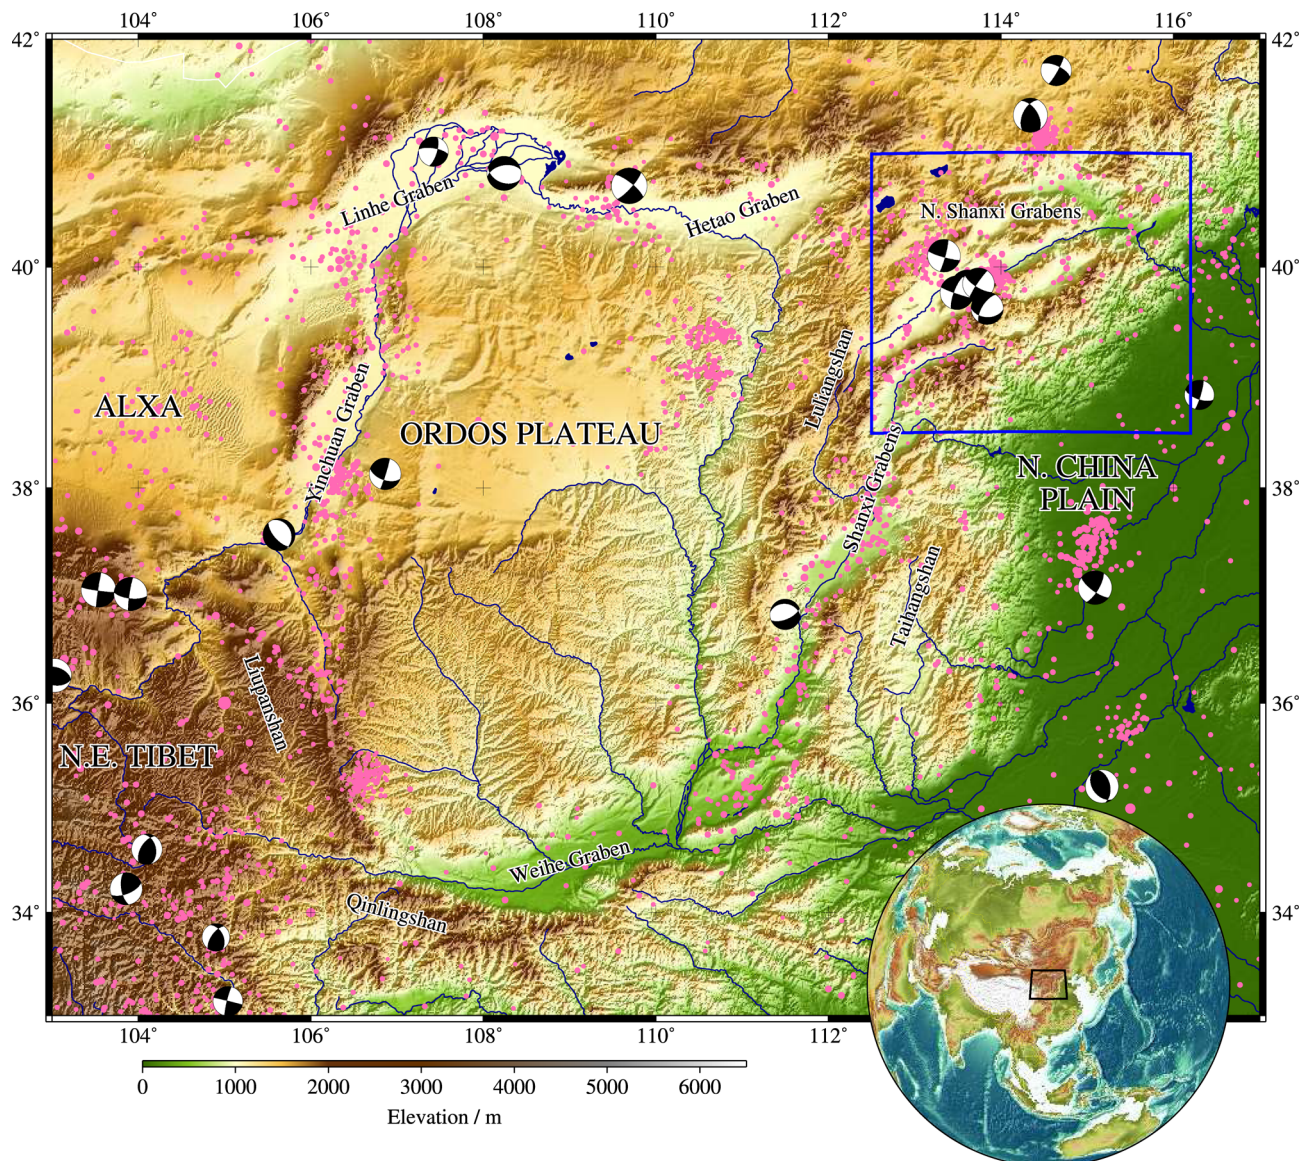 104° 106° 108° 110° 112° 114° 116°
42° 42°
N. Shanxi Grabens
Linhe Graben
Hetao Graben
40° 40°
Luliangshan
Yinchuan Graben
ALXA
ORDOS PLATEAU
Shanxi Grabens
N. CHINA
PLAIN
38° 38°
Taihangshan
Liupanshan
36° 36°
N.E. TIBET
Weihe Graben
Qinlingshan
34° 34°
104° 106° 108° 110° 112°
0 1000 2000 3000 4000 5000 6000
Elevation / m